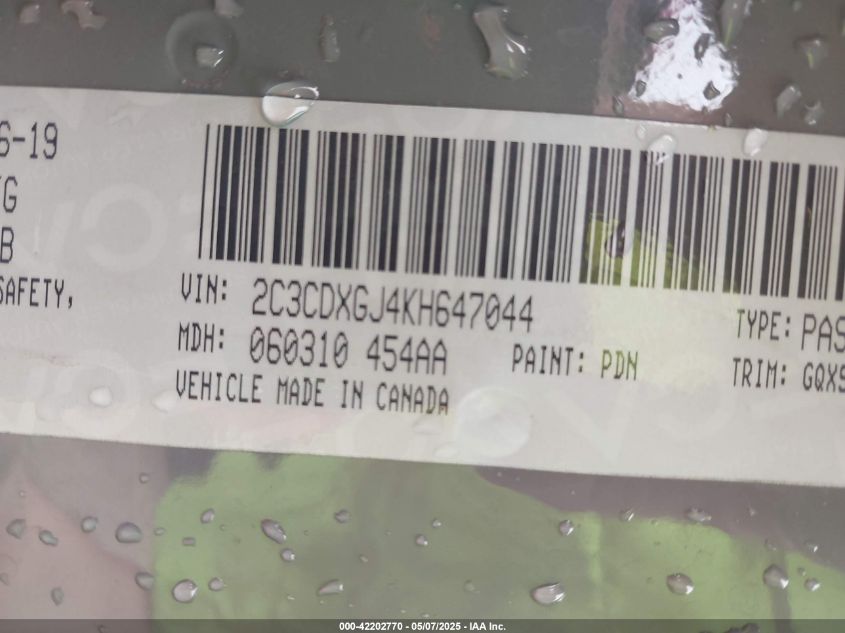 6-19
G
B
SAFETY,
VIN: 2C3CDXGJ4KH647044
TYPE: PAS
MDH: 060310 454AA
PAINT: PDN
TRIM: GQXS
VEHICLE MADE IN CANADA
000-42202770 - 05/07/2025 - IAA Inc.